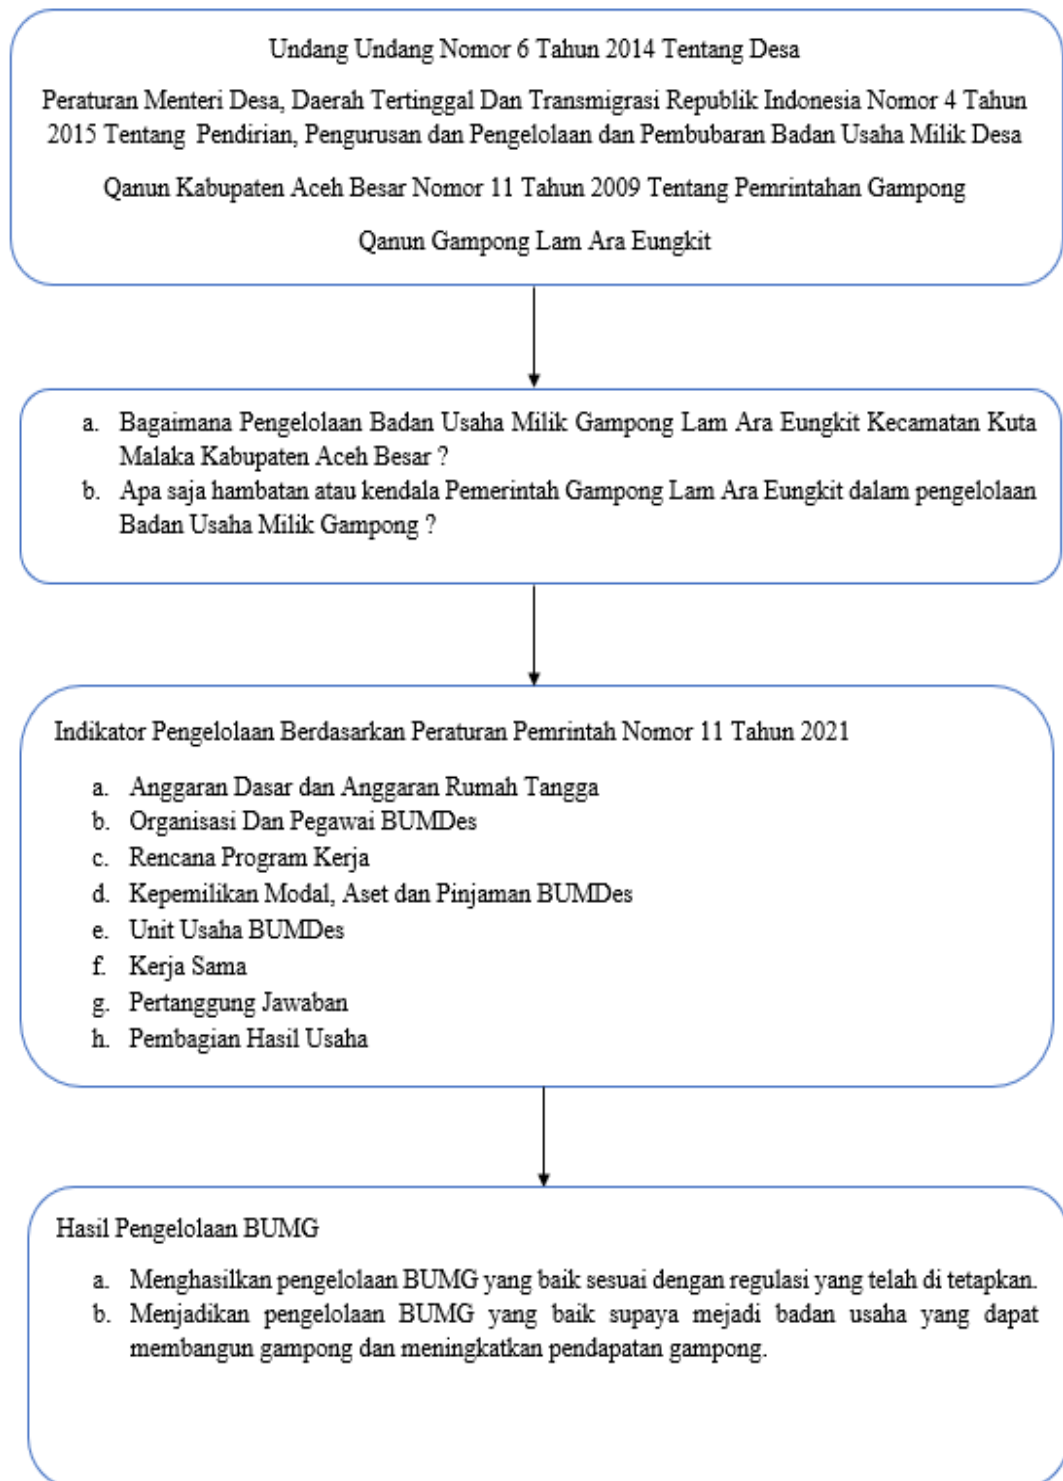 Undang Undang Nomor 6 Tahun 2014 Tentang Desa
Peraturan Menteri Desa, Daerah Tertinggal Dan Transmigrasi Republik Indonesia Nomor 4 Tahun
2015 Tentang Pendirian, Pengurusan dan Pengelolaan dan Pembubaran Badan Usaha Milik Desa
Qanun Kabupaten Aceh Besar Nomor 11 Tahun 2009 Tentang Pemrintahan Gampong
Qanun Gampong Lam Ara Eungkit
a. Bagaimana Pengelolaan Badan Usaha Milik Gampong Lam Ara Eungkit Kecamatan Kuta
Malaka Kabupaten Aceh Besar ?
b. Apa saja hambatan atau kendala Pemerintah Gampong Lam Ara Eungkit dalam pengelolaan
Badan Usaha Milik Gampong ?
Indikator Pengelolaan Berdasarkan Peraturan Pemrintah Nomor 11 Tahun 2021
a. Anggaran Dasar dan Anggaran Rumah Tangga
b. Organisasi Dan Pegawai BUMDes
c. Rencana Program Kerja
d. Kepemilikan Modal, Aset dan Pinjaman BUMDes
e. Unit Usaha BUMDes
f. Kerja Sama
g. Pertanggung Jawaban
h. Pembagian Hasil Usaha
Hasil Pengelolaan BUMG
a. Menghasilkan pengelolaan BUMG yang baik sesuai dengan regulasi yang telah di tetapkan.
b. Menjadikan pengelolaan BUMG yang baik supaya mejadi badan usaha yang dapat
membangun gampong dan meningkatkan pendapatan gampong.